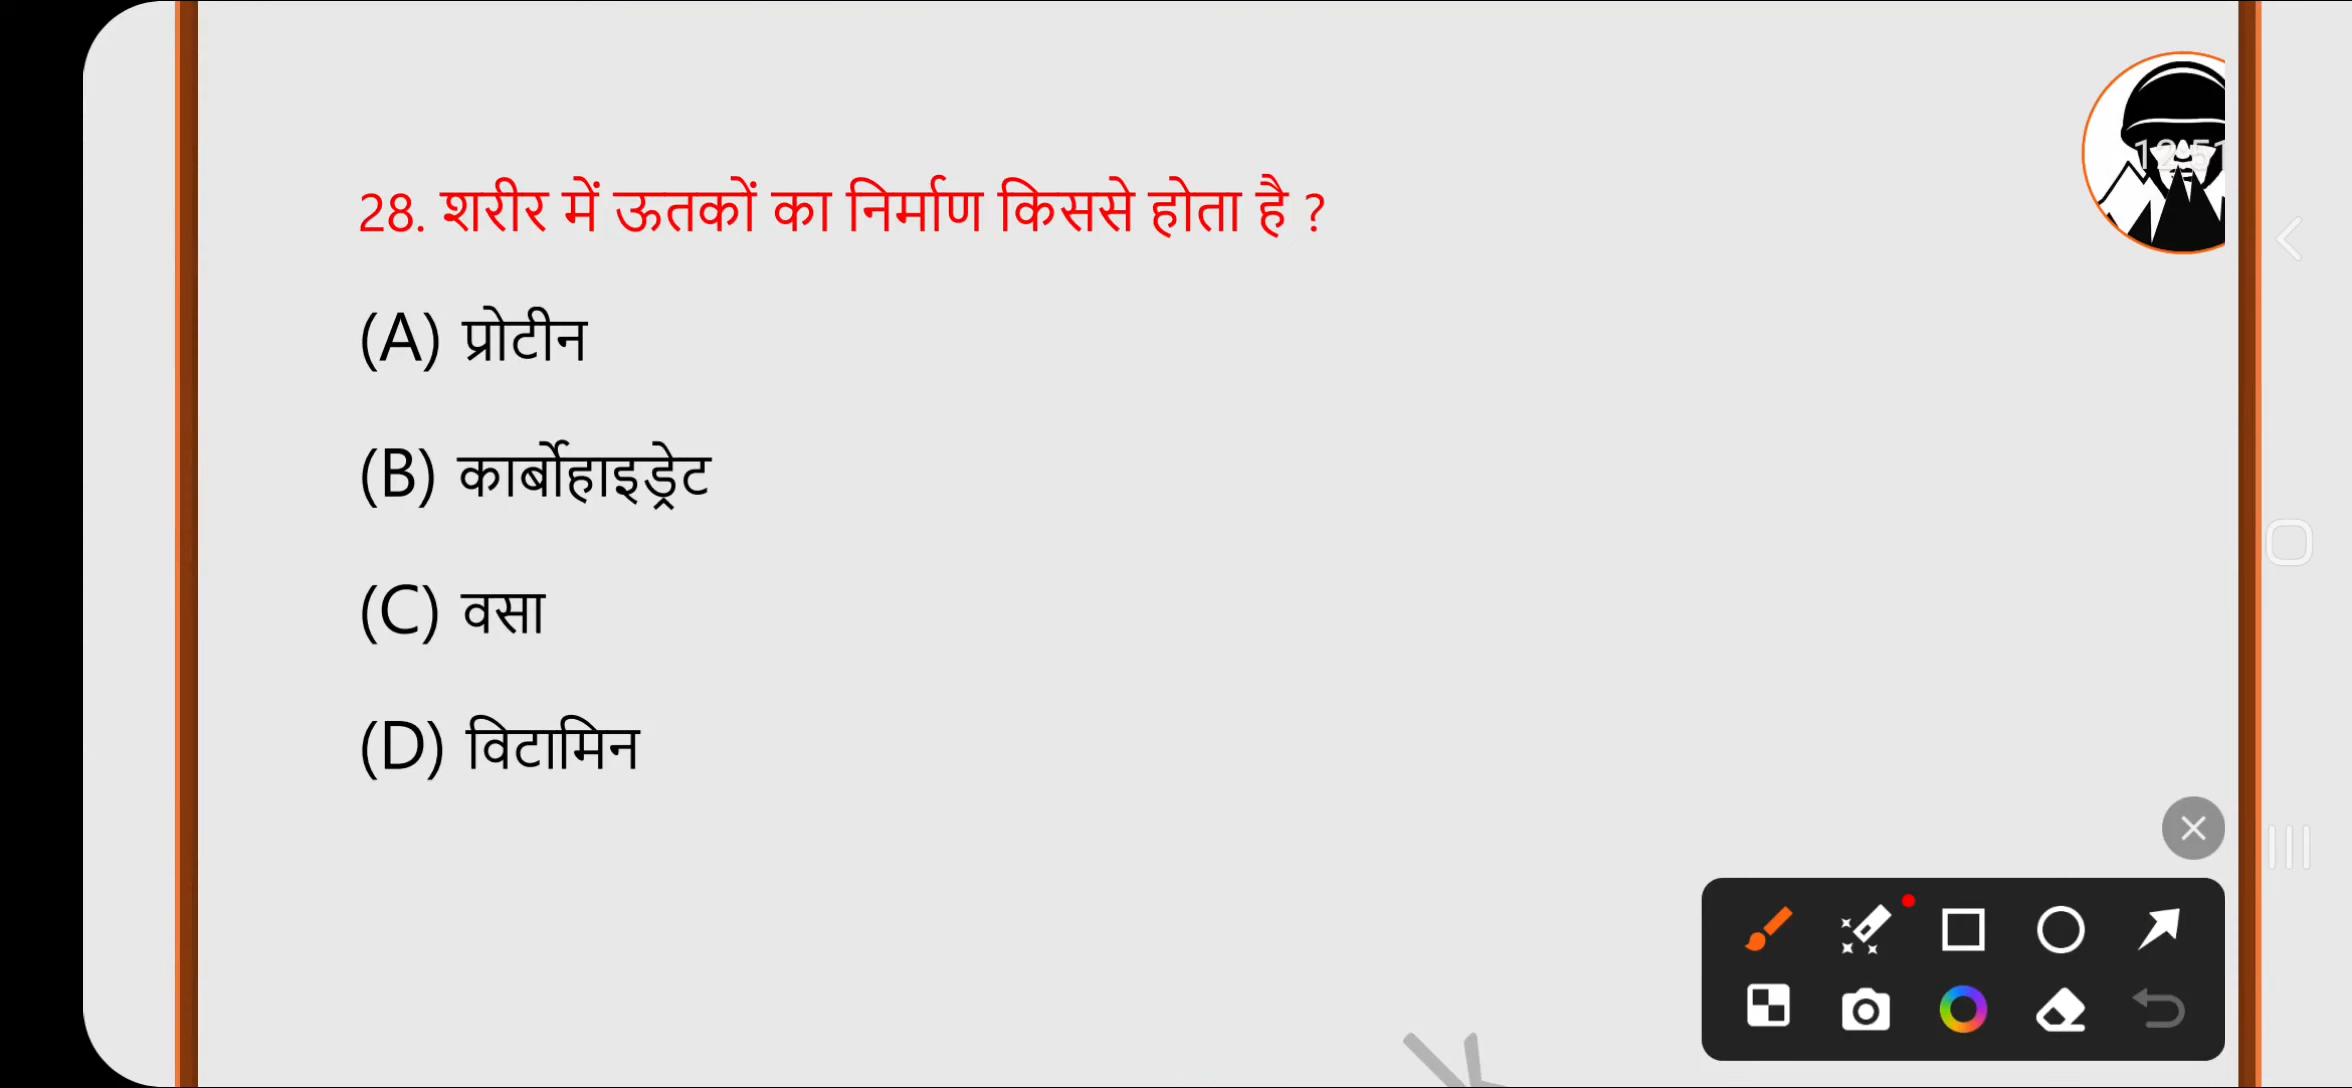 28. शरीर में ऊतकों का निर्माण किससे होता है ?
(A) प्रोटीन
(B) कार्बोहाइड्रेट
(C) वसा
(D) विटामिन